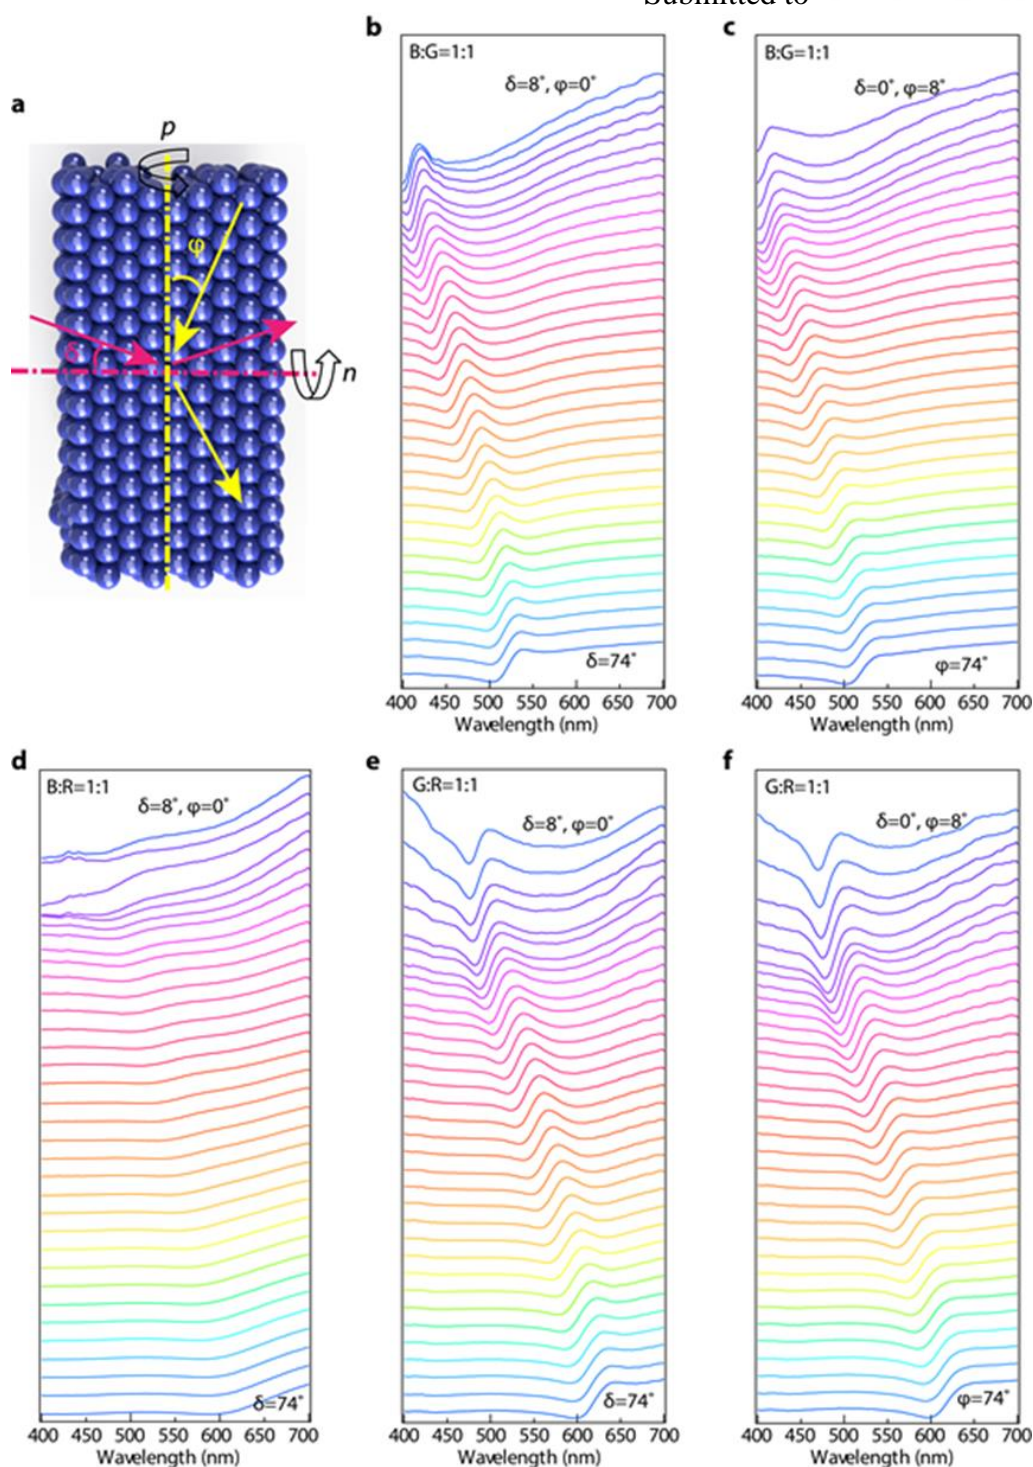 Submitted to
a
p
φ
δ
n
b
B:G=1:1
δ=8°, φ=0°
δ=74°
400 450 500 550 600 650 700
Wavelength (nm)
c
B:G=1:1
δ=0°, φ=8°
φ=74°
400 450 500 550 600 650 700
Wavelength (nm)
d
B:R=1:1
δ=8°, φ=0°
δ=74°
400 450 500 550 600 650 700
Wavelength (nm)
e
G:R=1:1
δ=8°, φ=0°
δ=74°
400 450 500 550 600 650 700
Wavelength (nm)
f
G:R=1:1
δ=0°, φ=8°
φ=74°
400 450 500 550 600 650 700
Wavelength (nm)